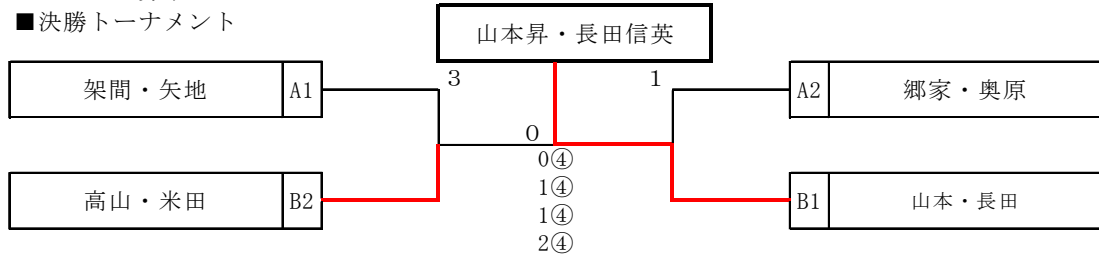 ■決勝トーナメント
山本昇・長田信英
架間・矢地 A1
3
1
A2 郷家・奥原
0
0④
1④
1④
2④
高山・米田 B2
B1 山本・長田